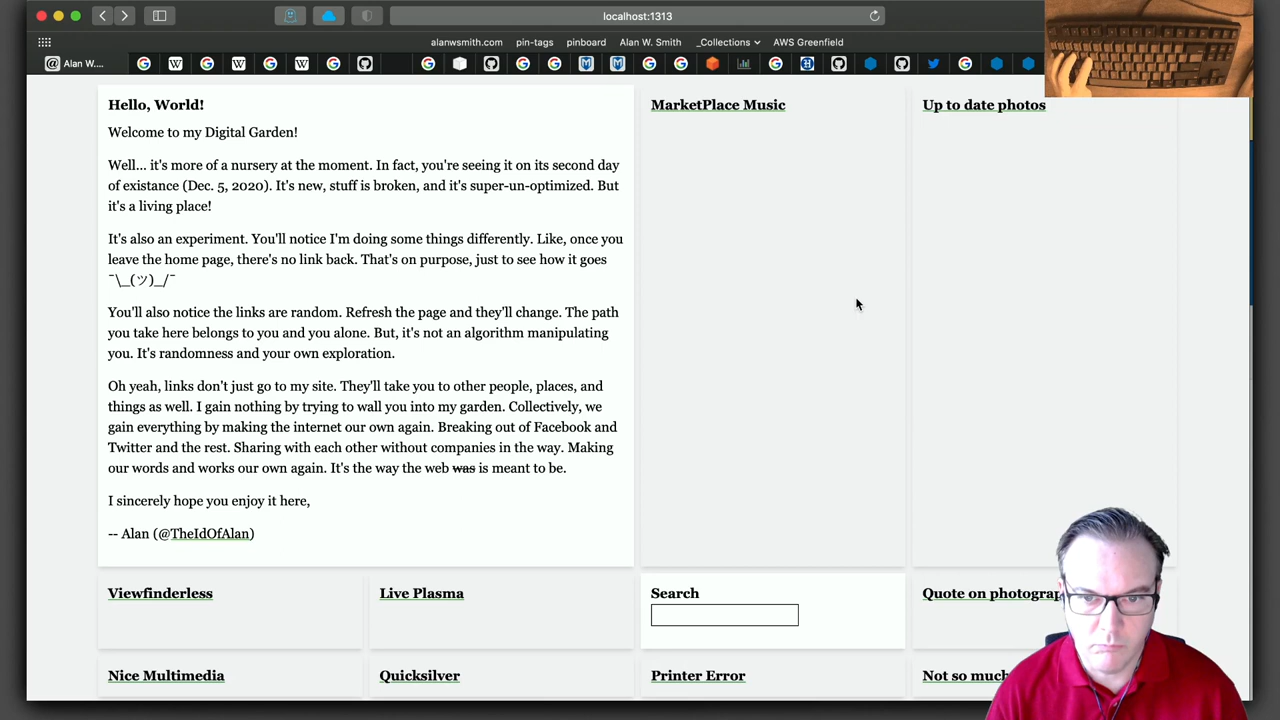 localhost:1313
alanwsmith.com pin-tags pinboard Alan W. Smith _Collections AWS Greenfield
Alan W....
Hello, World!
Welcome to my Digital Garden!
Well... it's more of a nursery at the moment. In fact, you're seeing it on its second day
of existance (Dec. 5, 2020). It's new, stuff is broken, and it's super-un-optimized. But
it's a living place!
It's also an experiment. You'll notice I'm doing some things differently. Like, once you
leave the home page, there's no link back. That's on purpose, just to see how it goes
¯\_(ツ)_/¯
You'll also notice the links are random. Refresh the page and they'll change. The path
you take here belongs to you and you alone. But, it's not an algorithm manipulating
you. It's randomness and your own exploration.
Oh yeah, links don't just go to my site. They'll take you to other people, places, and
things as well. I gain nothing by trying to wall you into my garden. Collectively, we
gain everything by making the internet our own again. Breaking out of Facebook and
Twitter and the rest. Sharing with each other without companies in the way. Making
our words and works our own again. It's the way the web was is meant to be.
I sincerely hope you enjoy it here,
-- Alan (@TheIdOfAlan)
MarketPlace Music
Up to date photos
Viewfinderless
Live Plasma
Search
Quote on
Nice Multimedia
Quicksilver
Printer Error
Not so much